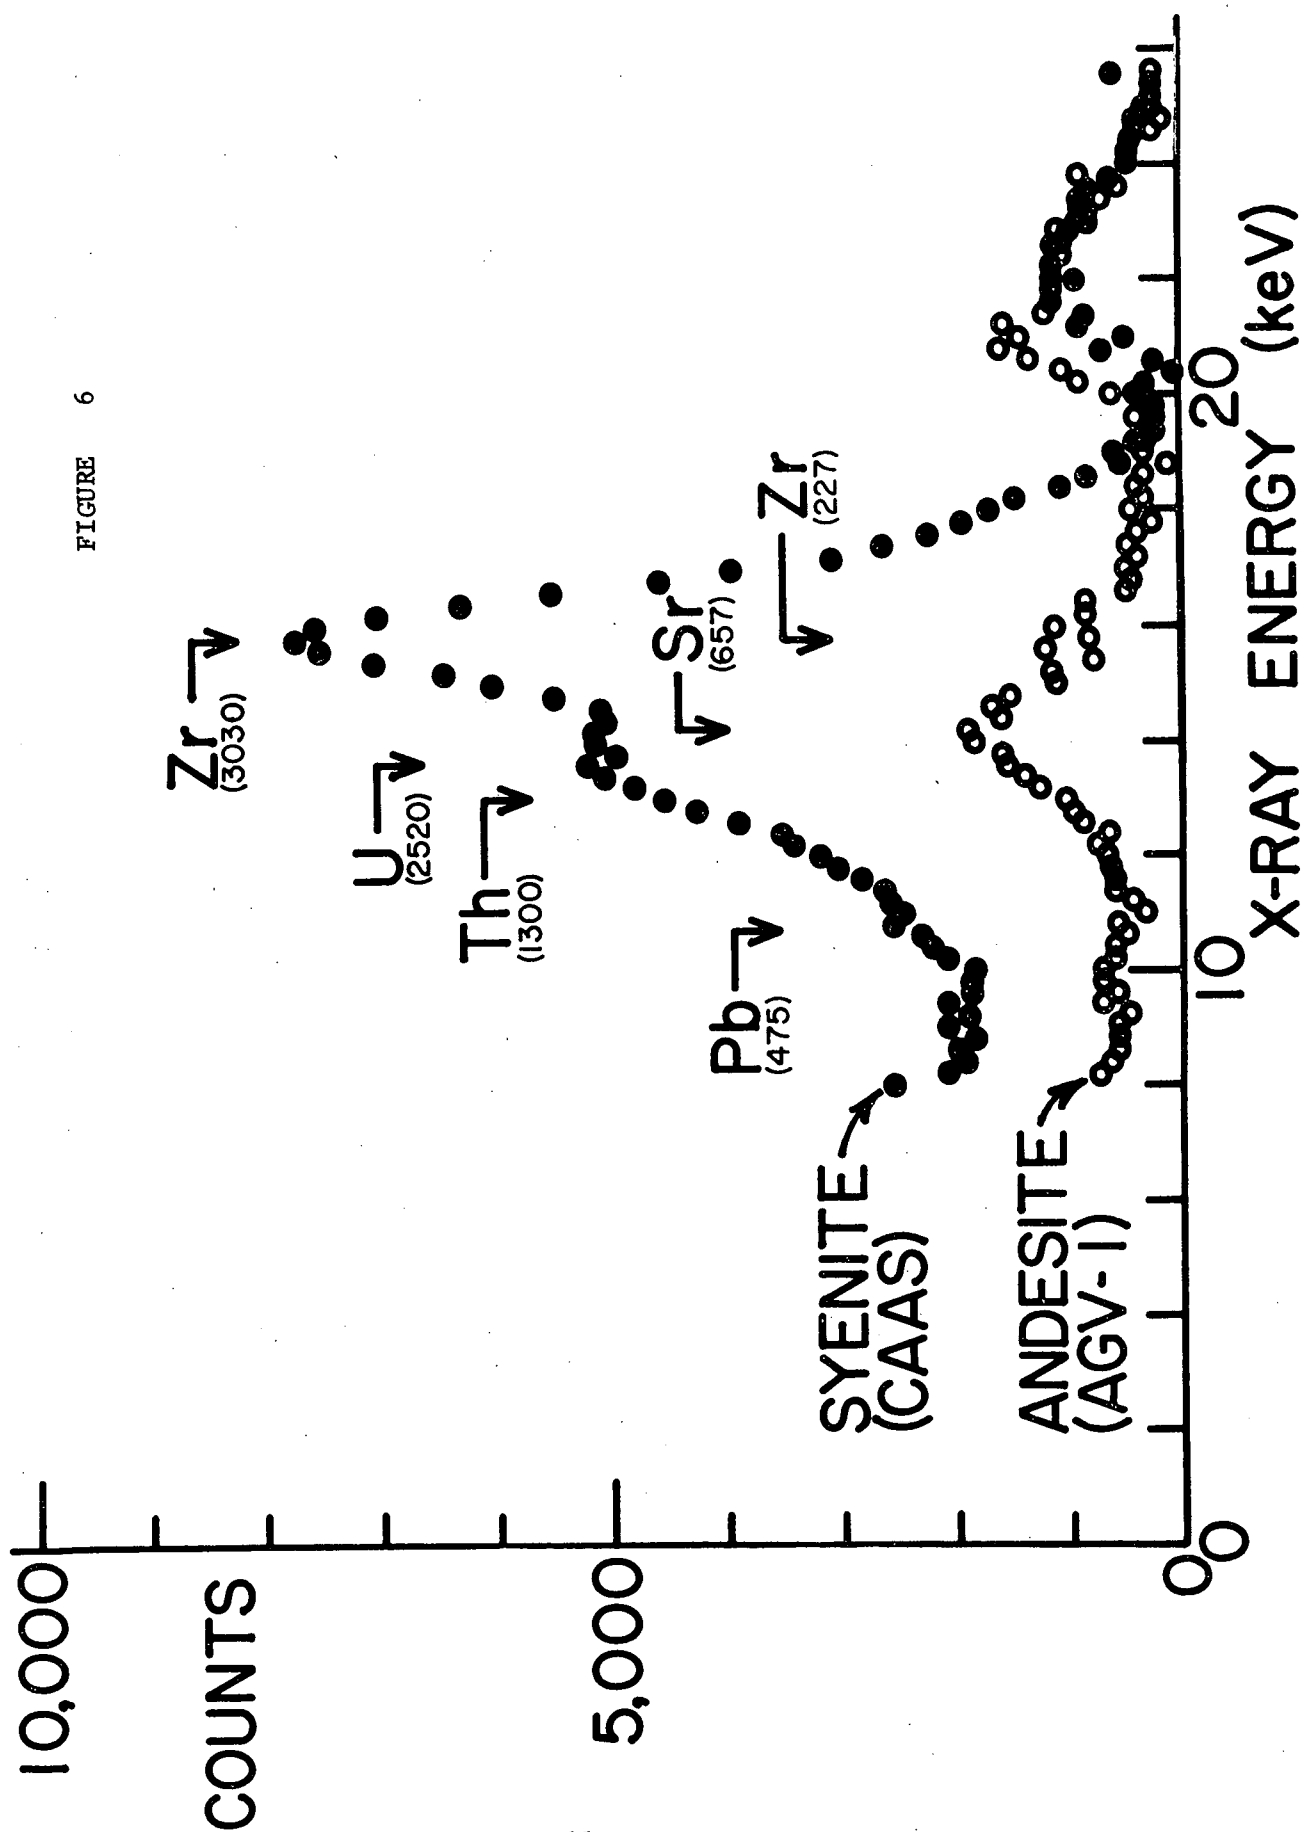 FIGURE 6
10,000
COUNTS
5,000
0
Zr
(3030)
U
(2520)
Th
(1300)
Pb
(475)
Sr
(657)
Zr
(227)
SYENITE
(CAAS)
ANDESITE
(AGV-1)
0
10
20
X-RAY ENERGY (keV)